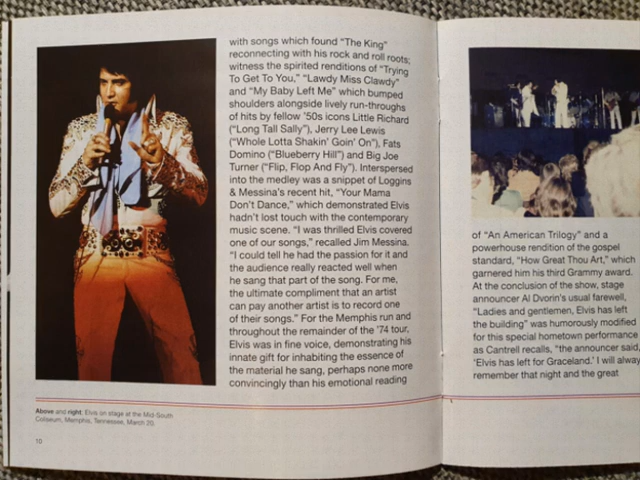 with songs which found “The King”
reconnecting with his rock and roll roots;
witness the spirited renditions of “Trying
To Get To You,” “Lawdy Miss Clawdy”
and “My Baby Left Me” which bumped
shoulders alongside lively run-throughs
of hits by fellow ’50s icons Little Richard
(“Long Tall Sally”), Jerry Lee Lewis
(“Whole Lotta Shakin’ Goin’ On”), Fats
Domino (“Blueberry Hill”) and Big Joe
Turner (“Flip, Flop And Fly”). Interspersed
into the medley was a snippet of Loggins
& Messina’s recent hit, “Your Mama
Don’t Dance,” which demonstrated Elvis
hadn’t lost touch with the contemporary
music scene. “I was thrilled Elvis covered
one of our songs,” recalled Jim Messina.
“I could tell he had the passion for it and
the audience really reacted well when
he sang that part of the song. For me,
the ultimate compliment that an artist
can pay another artist is to record one
of their songs.” For the Memphis run and
throughout the remainder of the ’74 tour,
Elvis was in fine voice, demonstrating his
innate gift for inhabiting the essence of
the material he sang, perhaps none more
convincingly than his emotional reading
Above and right: Elvis on stage at the Mid-South
Coliseum, Memphis, Tennessee, March 20.
10
of “An American Trilogy” and a
powerhouse rendition of the gospel
standard, “How Great Thou Art,” which
garnered him his third Grammy award.
At the conclusion of the show, stage
announcer Al Dvorin’s usual farewell,
“Ladies and gentlemen, Elvis has left
the building” was humorously modified
for this special hometown performance
as Cantrell recalls, “the announcer said,
‘Elvis has left for Graceland.’ I will alway
remember that night and the great